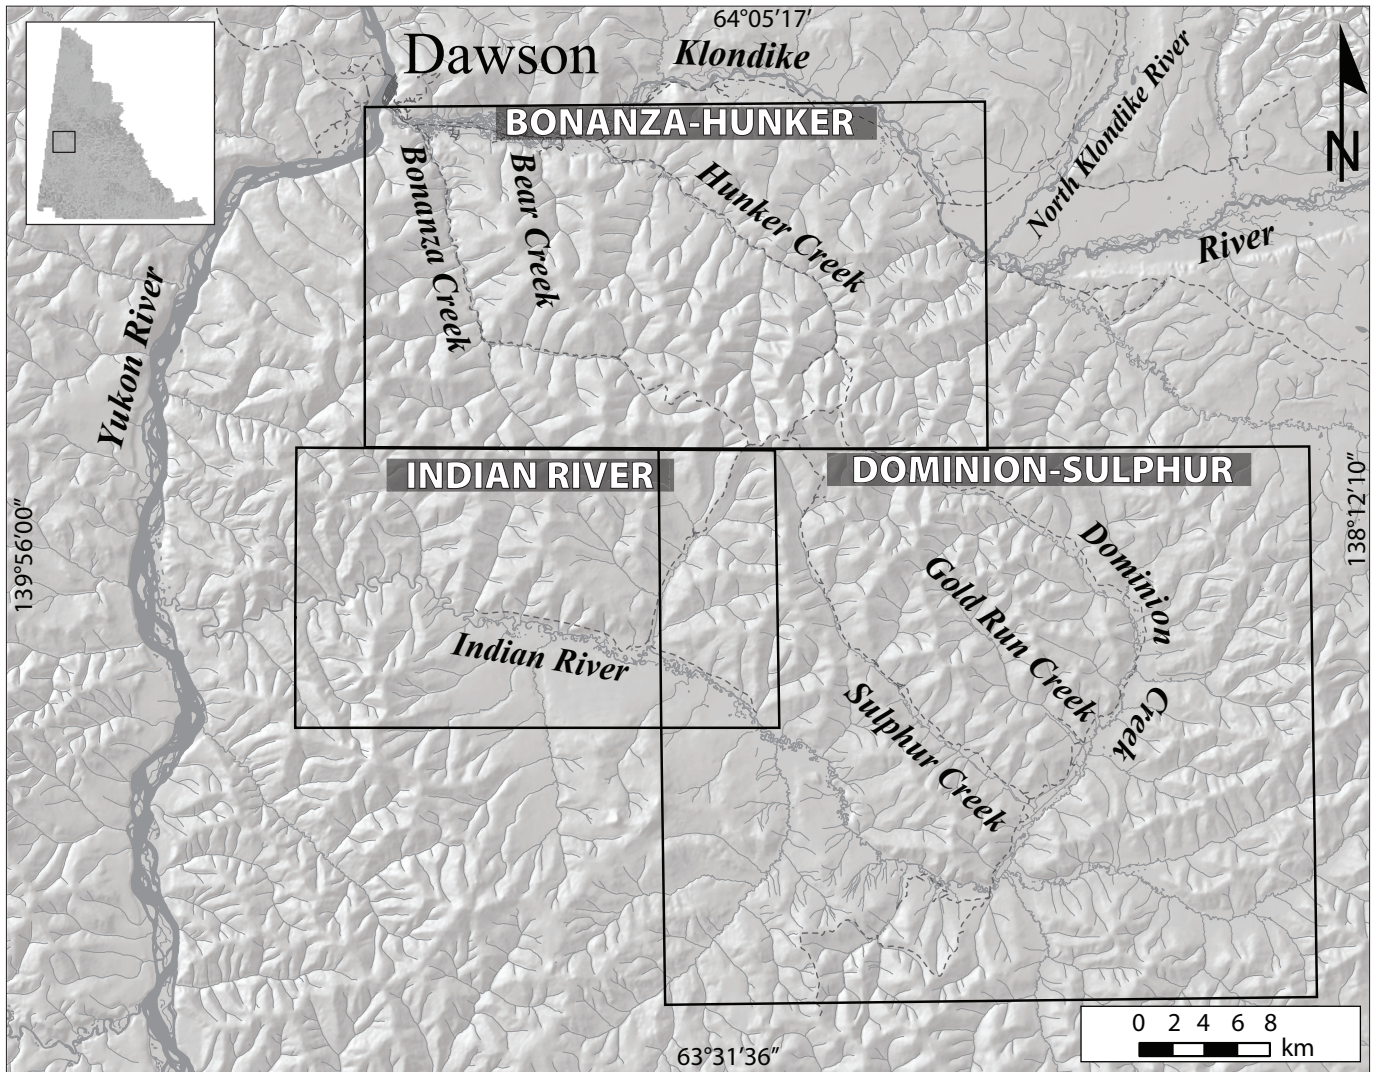 64°05'17'
Dawson
Klondike
North Klondike River
BONANZA-HUNKER
N
Bonanza Creek
Bear Creek
Hunker Creek
River
Yukon River
INDIAN RIVER
DOMINION-SULPHUR
139°56'00"
138°12'10"
Dominion
Gold Run Creek
Indian River
Sulphur Creek
Creek
0 2 4 6 8
km
63°31'36"